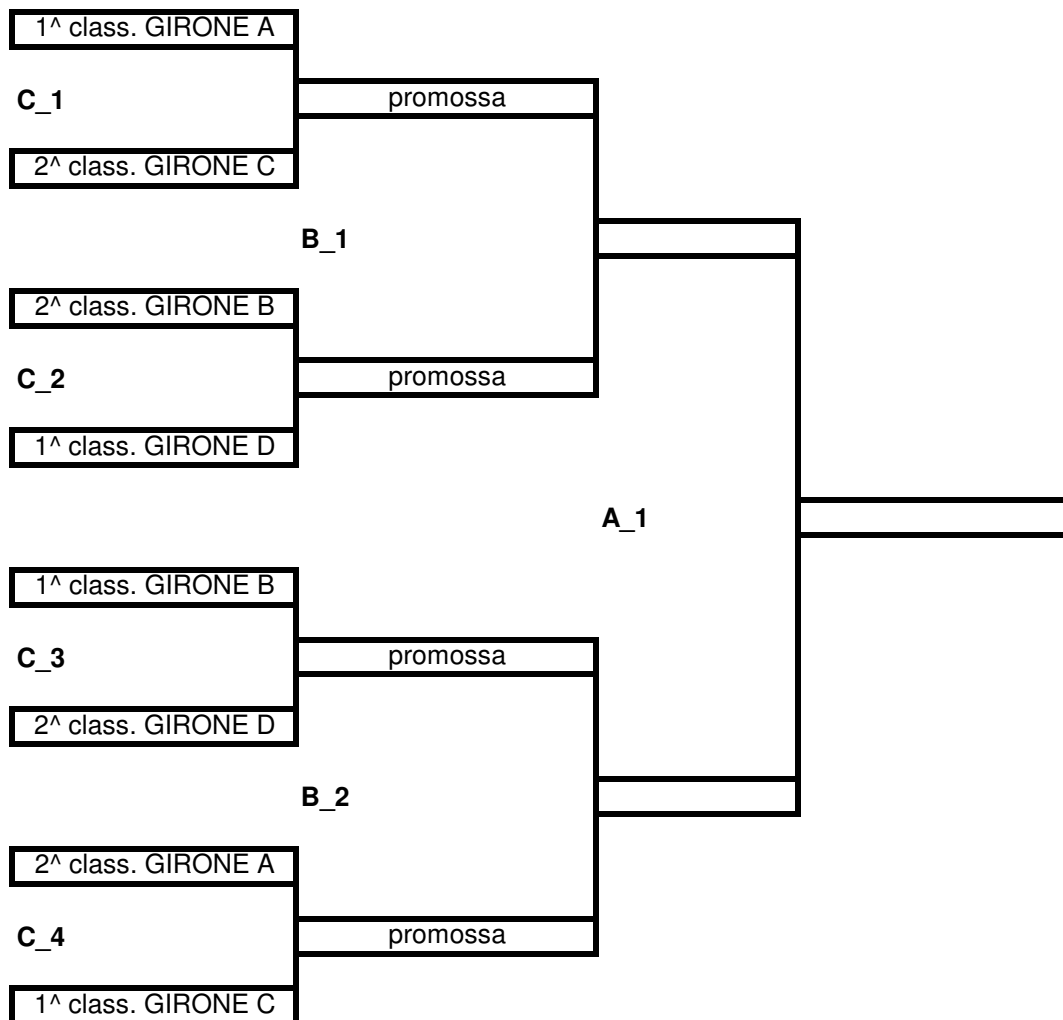 1^ class. GIRONE A
C_1
promossa
2^ class. GIRONE C
B_1
2^ class. GIRONE B
C_2
promossa
1^ class. GIRONE D
A_1
1^ class. GIRONE B
C_3
promossa
2^ class. GIRONE D
B_2
2^ class. GIRONE A
C_4
promossa
1^ class. GIRONE C